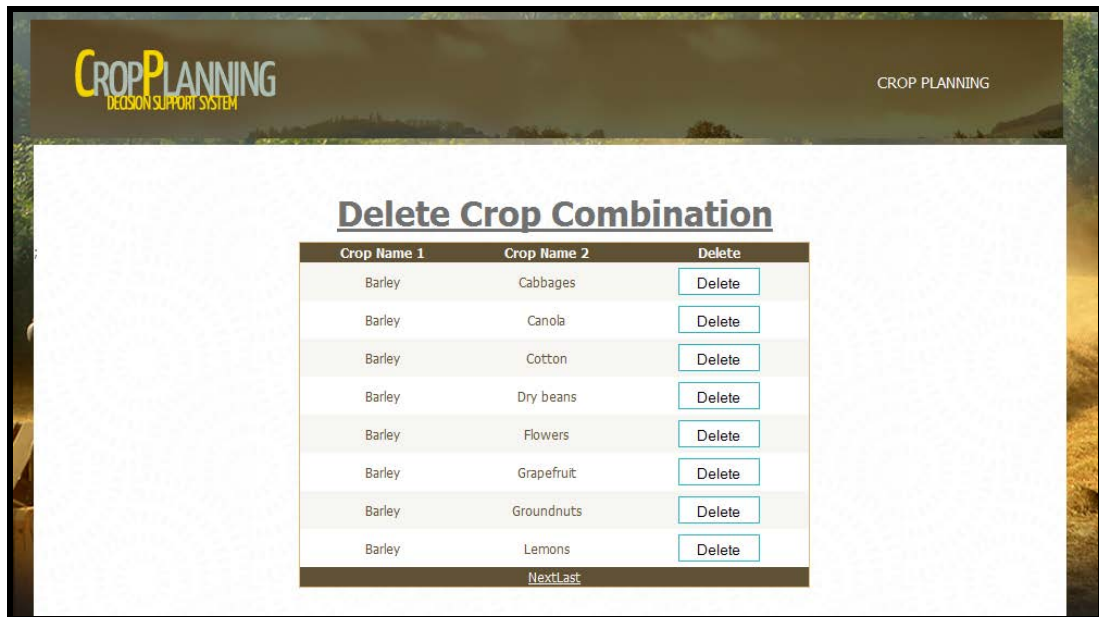 CROPPLANNING
DECISION SUPPORT SYSTEM
CROP PLANNING
Delete Crop Combination
;
Crop Name 1 Crop Name 2 Delete
Barley Cabbages Delete
Barley Canola Delete
Barley Cotton Delete
Barley Dry beans Delete
Barley Flowers Delete
Barley Grapefruit Delete
Barley Groundnuts Delete
Barley Lemons Delete
NextLast